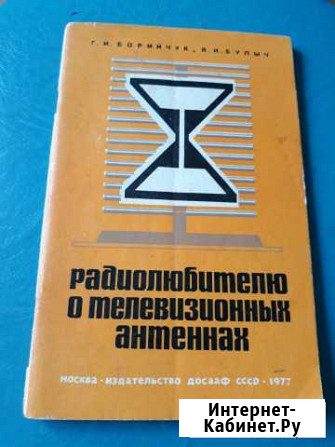 Г. И. БОРИЙЧУК, В. И. БУЛЫЧ
радиолюбителю
о телевизионных
антеннах
МОСКВА · ИЗДАТЕЛЬСТВО ДОСААФ СССР · 1977
Интернет-
Кабинет.Ру